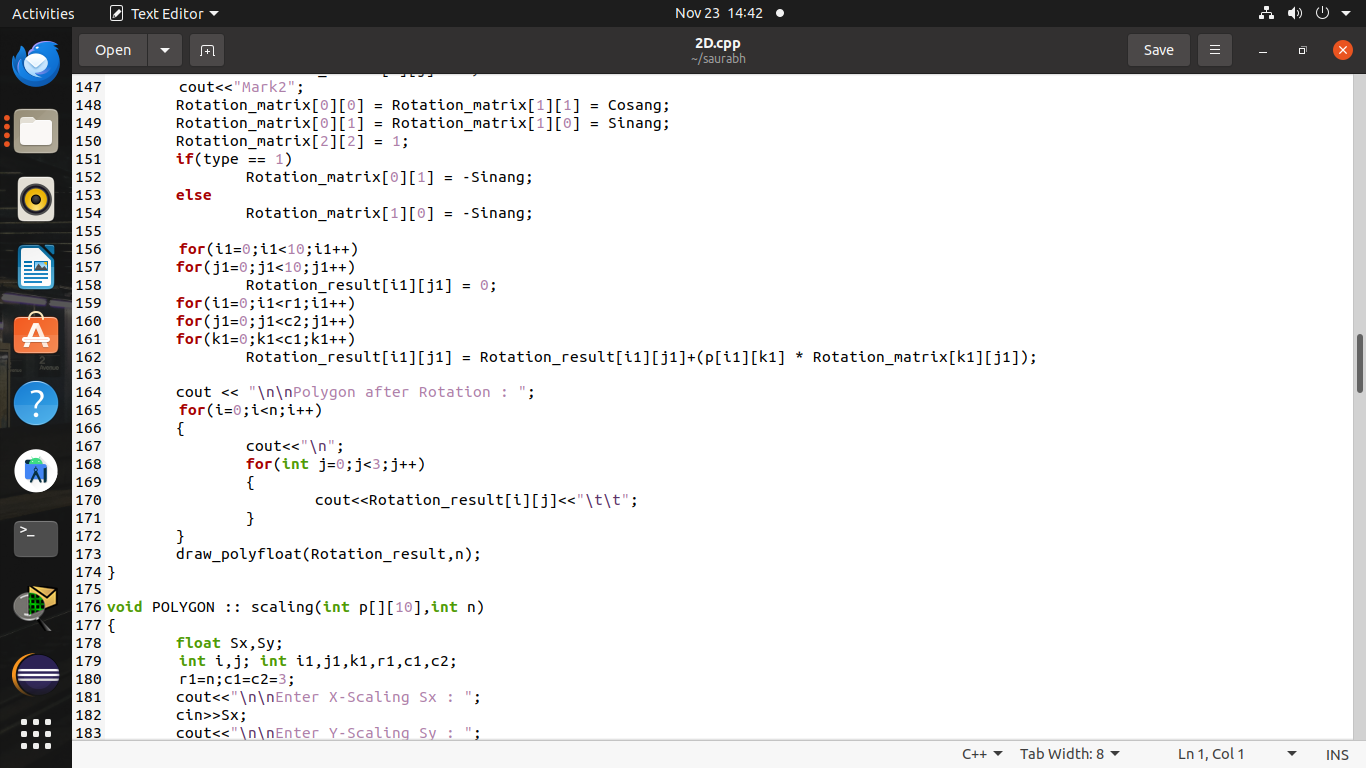 Activities
Text Editor
Nov 23 14:42
Open
2D.cpp
~/saurabh
Save
147 cout<<"Mark2";
148 Rotation_matrix[0][0] = Rotation_matrix[1][1] = Cosang;
149 Rotation_matrix[0][1] = Rotation_matrix[1][0] = Sinang;
150 Rotation_matrix[2][2] = 1;
151 if(type == 1)
152 Rotation_matrix[0][1] = -Sinang;
153 else
154 Rotation_matrix[1][0] = -Sinang;
155
156 for(i1=0;i1<10;i1++)
157 for(j1=0;j1<10;j1++)
158 Rotation_result[i1][j1] = 0;
159 for(i1=0;i1<r1;i1++)
160 for(j1=0;j1<c2;j1++)
161 for(k1=0;k1<c1;k1++)
162 Rotation_result[i1][j1] = Rotation_result[i1][j1]+(p[i1][k1] * Rotation_matrix[k1][j1]);
163
164 cout << "\n\nPolygon after Rotation : ";
165 for(i=0;i<n;i++)
166 {
167 cout<<"\n";
168 for(int j=0;j<3;j++)
169 {
170 cout<<Rotation_result[i][j]<<"\t\t";
171 }
172 }
173 draw_polyfloat(Rotation_result,n);
174 }
175
176 void POLYGON :: scaling(int p[][10],int n)
177 {
178 float Sx,Sy;
179 int i,j; int i1,j1,k1,r1,c1,c2;
180 r1=n;c1=c2=3;
181 cout<<"\n\nEnter X-Scaling Sx : ";
182 cin>>Sx;
183 cout<<"\n\nEnter Y-Scaling Sy : ";
C++
Tab Width: 8
Ln 1, Col 1
INS